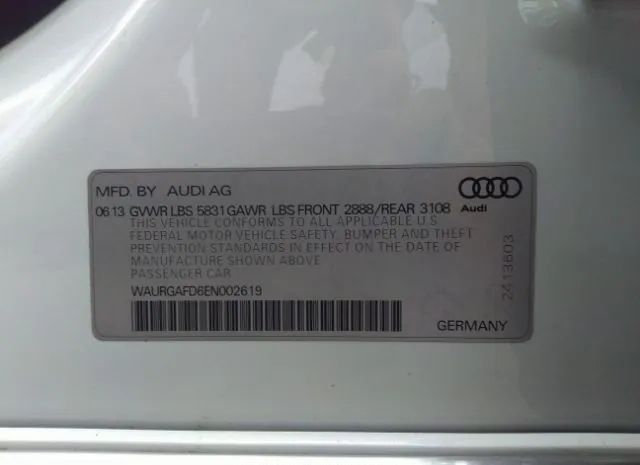 MFD. BY AUDI AG
06 13 GVWR LBS 5831 GAWR LBS FRONT 2888/REAR 3108
Audi
THIS VEHICLE CONFORMS TO ALL APPLICABLE U.S.
FEDERAL MOTOR VEHICLE SAFETY, BUMPER AND THEFT
PREVENTION STANDARDS IN EFFECT ON THE DATE OF
MANUFACTURE SHOWN ABOVE
PASSENGER CAR
2413603
WAURGAFD6EN002619
GERMANY